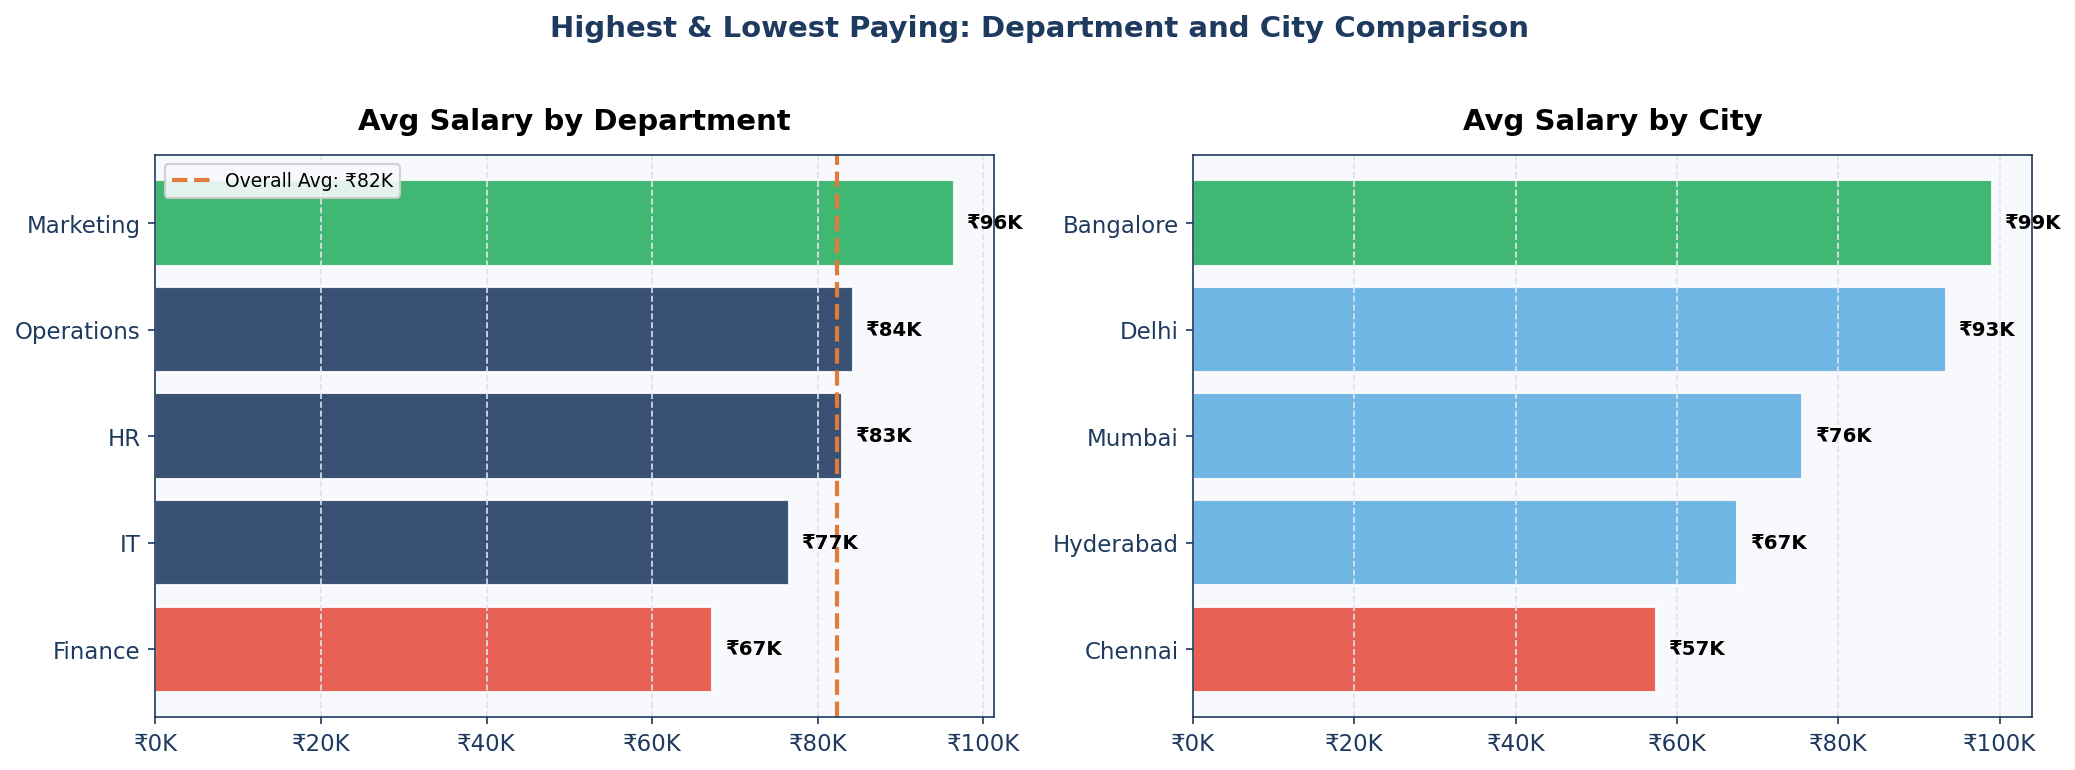 Highest & Lowest Paying: Department and City Comparison
Avg Salary by Department
Overall Avg: ₹82K
Marketing
₹96K
Operations
₹84K
HR
₹83K
IT
₹77K
Finance
₹67K
₹0K
₹20K
₹40K
₹60K
₹80K
₹100K
Avg Salary by City
Bangalore
₹99K
Delhi
₹93K
Mumbai
₹76K
Hyderabad
₹67K
Chennai
₹57K
₹0K
₹20K
₹40K
₹60K
₹80K
₹100K